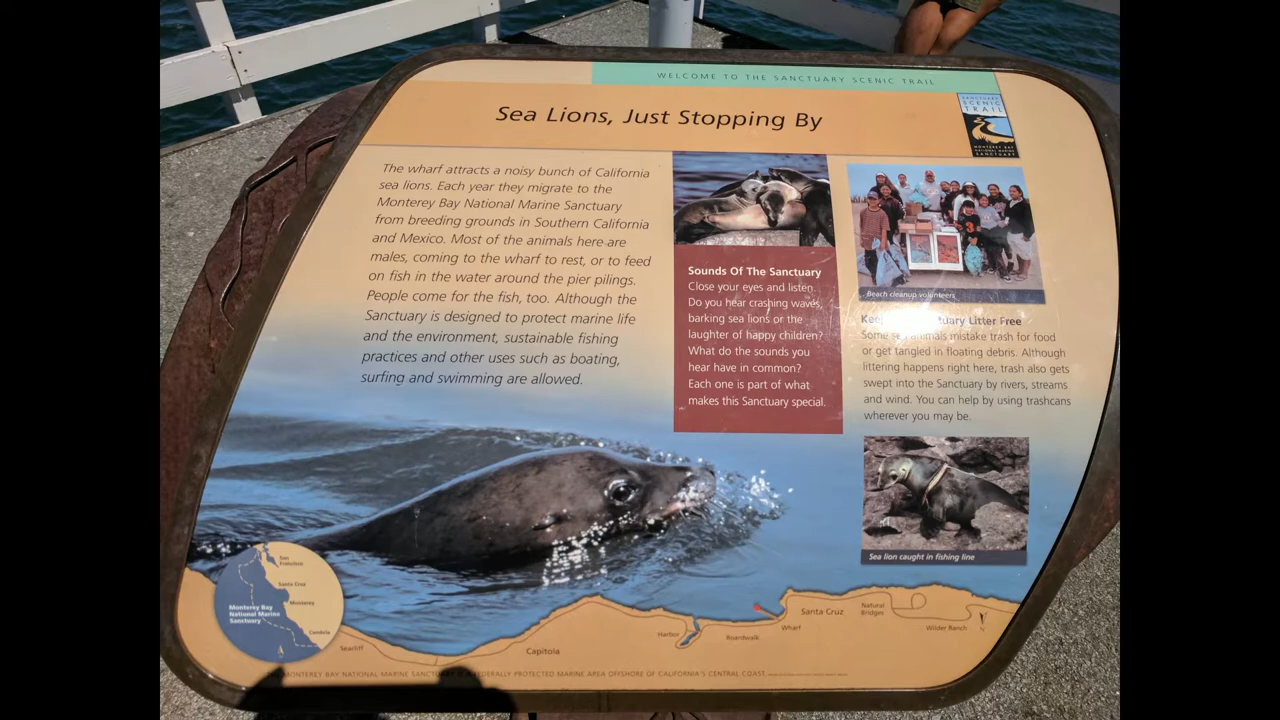 WELCOME TO THE SANCTUARY SCENIC TRAIL
Sea Lions, Just Stopping By
SANCTUARY
SCENIC
TRAIL
MONTEREY BAY
NATIONAL MARINE
SANCTUARY
The wharf attracts a noisy bunch of California
sea lions. Each year they migrate to the
Monterey Bay National Marine Sanctuary
from breeding grounds in Southern California
and Mexico. Most of the animals here are
males, coming to the wharf to rest, or to feed
on fish in the water around the pier pilings.
People come for the fish, too. Although the
Sanctuary is designed to protect marine life
and the environment, sustainable fishing
practices and other uses such as boating,
surfing and swimming are allowed.
Sounds Of The Sanctuary
Close your eyes and listen.
Do you hear crashing waves,
barking sea lions or the
laughter of happy children?
What do the sounds you
hear have in common?
Each one is part of what
makes this Sanctuary special.
Beach cleanup volunteers
Litter Free
Some sea animals mistake trash for food
or get tangled in floating debris. Although
littering happens right here, trash also gets
swept into the Sanctuary by rivers, streams
and wind. You can help by using trashcans
wherever you may be.
Sea lion caught in fishing line
San
Francisco
Santa Cruz
Monterey
Monterey Bay
National Marine
Sanctuary
Cambria
Seacliff
Capitola
Harbor
Boardwalk
Wharf
Santa Cruz
Natural
Bridges
Wilder Ranch
N
MONTEREY BAY NATIONAL MARINE SANCTUARY IS A FEDERALLY PROTECTED MARINE AREA OFFSHORE OF CALIFORNIA'S CENTRAL COAST.